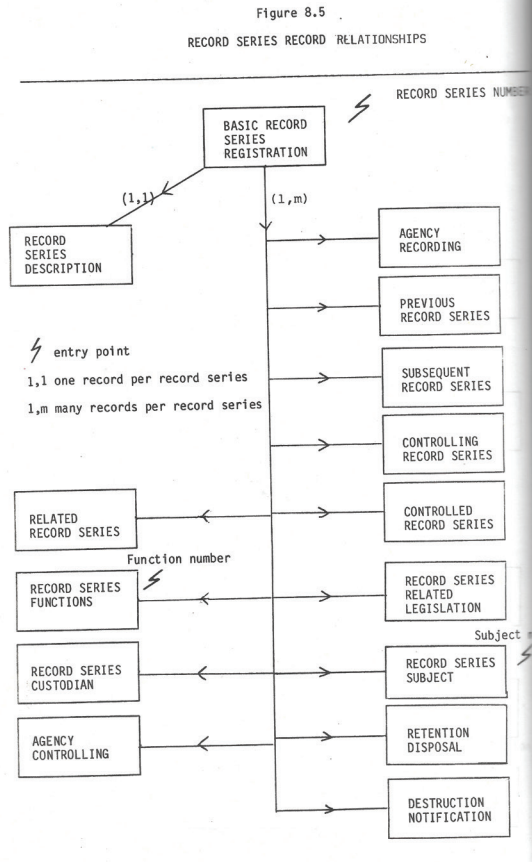 Figure 8.5
RECORD SERIES RECORD RELATIONSHIPS
RECORD SERIES NUMBER
BASIC RECORD
SERIES
REGISTRATION
(1,1)
(1,m)
RECORD
SERIES
DESCRIPTION
AGENCY
RECORDING
PREVIOUS
RECORD SERIES
entry point
1,1 one record per record series
1,m many records per record series
SUBSEQUENT
RECORD SERIES
CONTROLLING
RECORD SERIES
RELATED
RECORD SERIES
CONTROLLED
RECORD SERIES
Function number
RECORD SERIES
FUNCTIONS
RECORD SERIES
RELATED
LEGISLATION
Subject
RECORD SERIES
CUSTODIAN
RECORD SERIES
SUBJECT
AGENCY
CONTROLLING
RETENTION
DISPOSAL
DESTRUCTION
NOTIFICATION